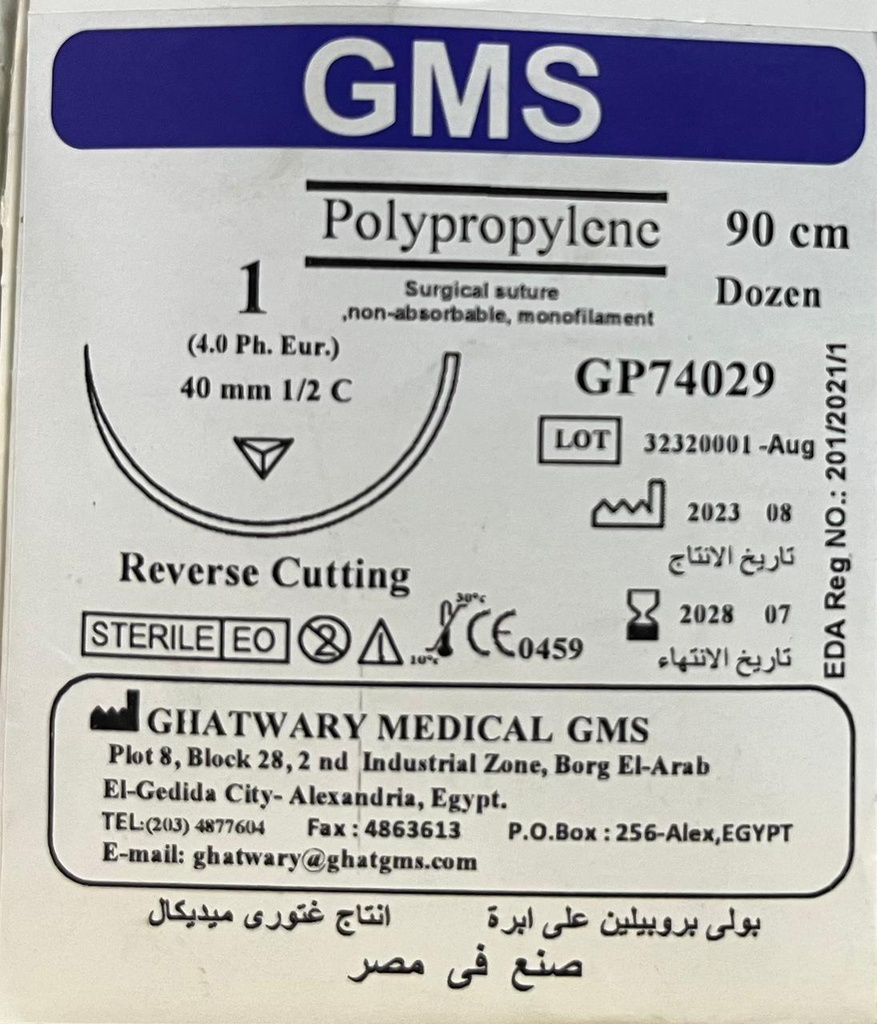 GMS
Polypropylene
90 cm
Surgical suture
,non-absorbable, monofilament
Dozen
1
(4.0 Ph. Eur.)
40 mm 1/2 C
GP74029
LOT 32320001 -Aug
2023 08
تاريخ الانتاج
2028 07
تاريخ الانتهاء
EDA Reg NO.: 201/2021/1
Reverse Cutting
STERILE EO 2 10°c 30°c CE 0459
GHATWARY MEDICAL GMS
Plot 8, Block 28, 2 nd Industrial Zone, Borg El-Arab
El-Gedida City- Alexandria, Egypt.
TEL:(203) 4877604 Fax : 4863613 P.O.Box : 256-Alex,EGYPT
E-mail: ghatwary@ghatgms.com
بولى بروبيلين على ابرة انتاج غتورى ميديكال
صنع فى مصر